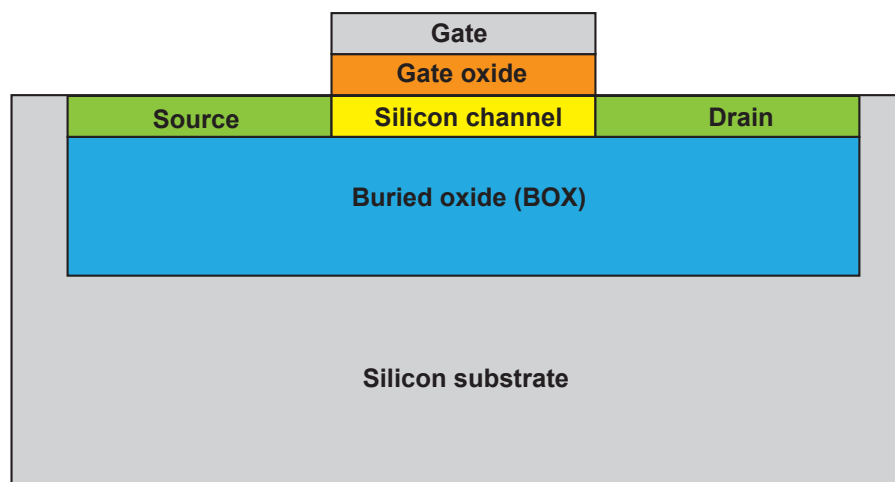 Gate
Gate oxide
Source
Silicon channel
Drain
Buried oxide (BOX)
Silicon substrate